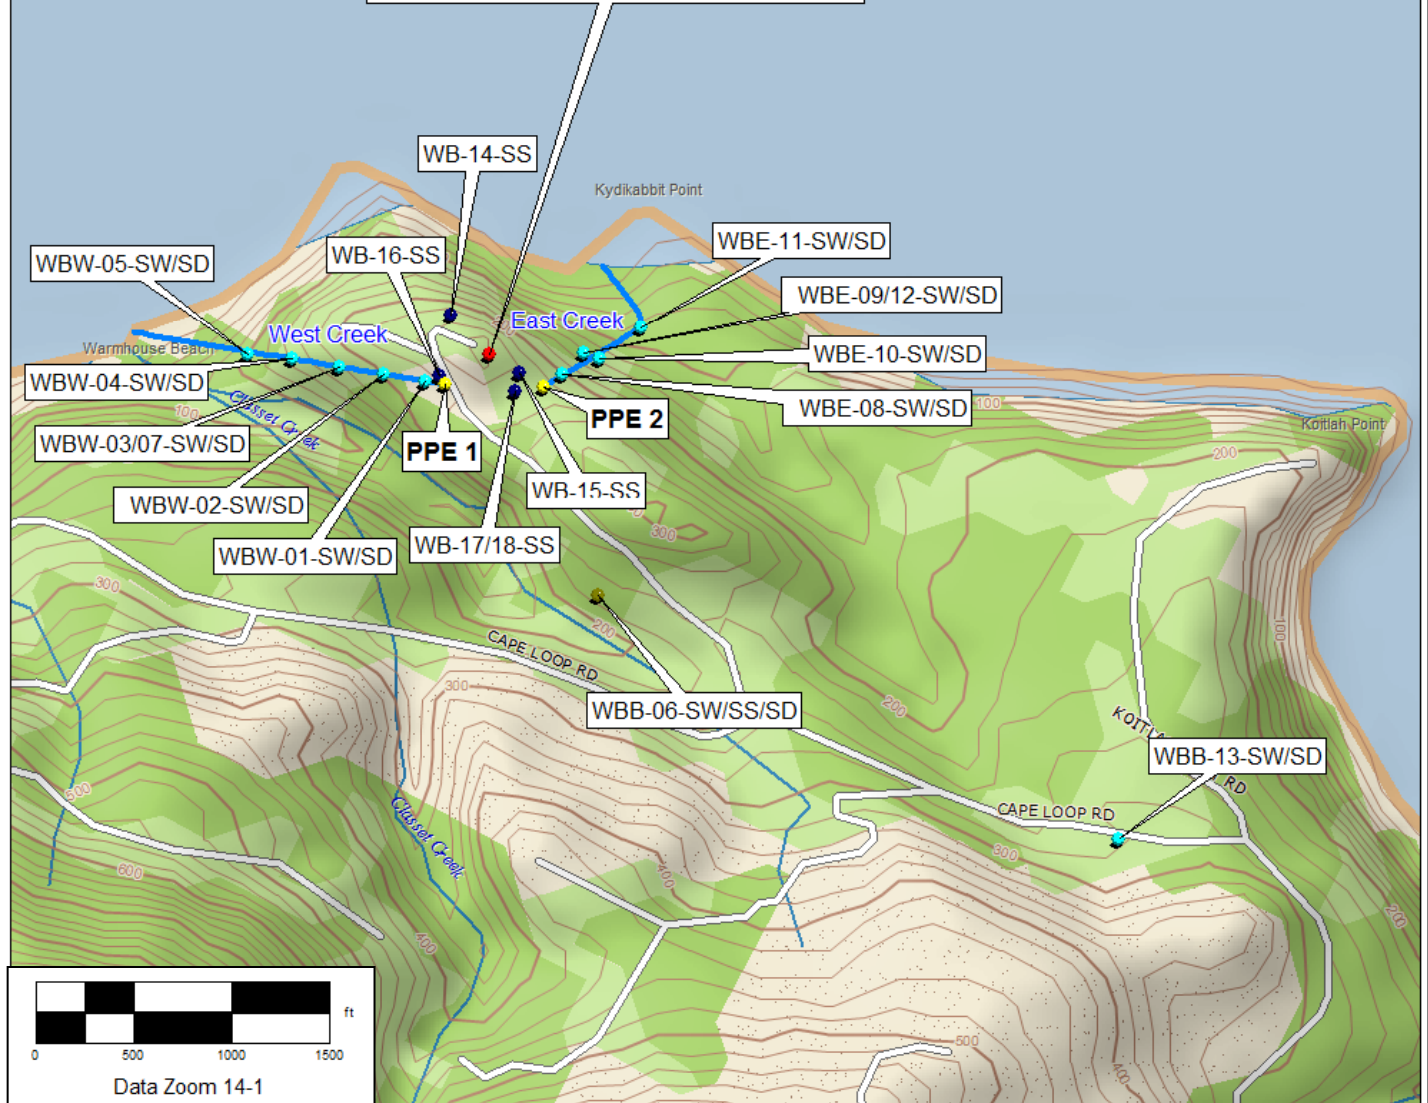 WB-14-SS
Kydikabbit Point
WBE-11-SW/SD
WB-16-SS
WBW-05-SW/SD
WBE-09/12-SW/SD
East Creek
West Creek
Warmhouse Beach
WBE-10-SW/SD
WBW-04-SW/SD
Classet Creek
100
WBE-08-SW/SD
100
PPE 2
Koitlah Point
WBW-03/07-SW/SD
PPE 1
200
WB-15-SS
WBW-02-SW/SD
300
WB-17/18-SS
WBW-01-SW/SD
300
200
100
CAPE LOOP RD
300
200
WBB-06-SW/SS/SD
WBB-13-SW/SD
RD
500
CAPE LOOP RD
Classet Creek
300
600
400
200
400
500
400
ft
0 500 1000 1500
Data Zoom 14-1